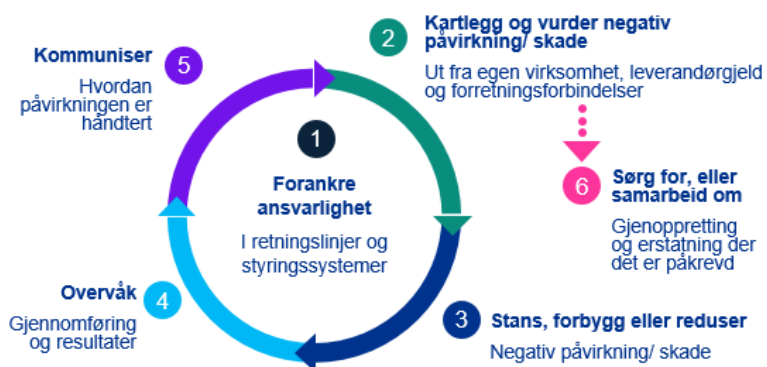 1
Forankre
ansvarlighet
I retningslinjer og
styringssystemer
2
Kartlegg og vurder negativ
påvirkning/ skade
Ut fra egen virksomhet, leverandørgjeld
og forretningsforbindelser
3
Stans, forbygg eller reduser
Negativ påvirkning/ skade
4
Overvåk
Gjennomføring
og resultater
5
Kommuniser
Hvordan
påvirkningen er
håndtert
6
Sørg for, eller
samarbeid om
Gjenoppretting
og erstatning der
det er påkrevd